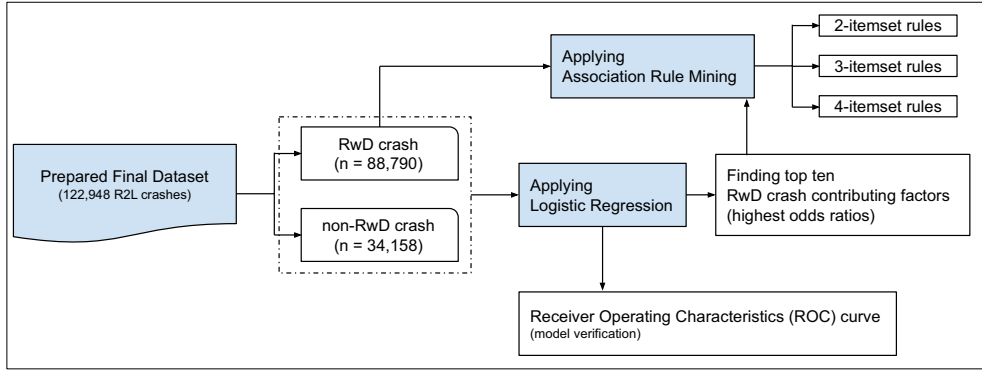 Prepared Final Dataset
(122,948 R2L crashes)
RwD crash
(n = 88,790)
non-RwD crash
(n = 34,158)
Applying
Association Rule Mining
2-itemset rules
3-itemset rules
4-itemset rules
Applying
Logistic Regression
Finding top ten
RwD crash contributing factors
(highest odds ratios)
Receiver Operating Characteristics (ROC) curve
(model verification)